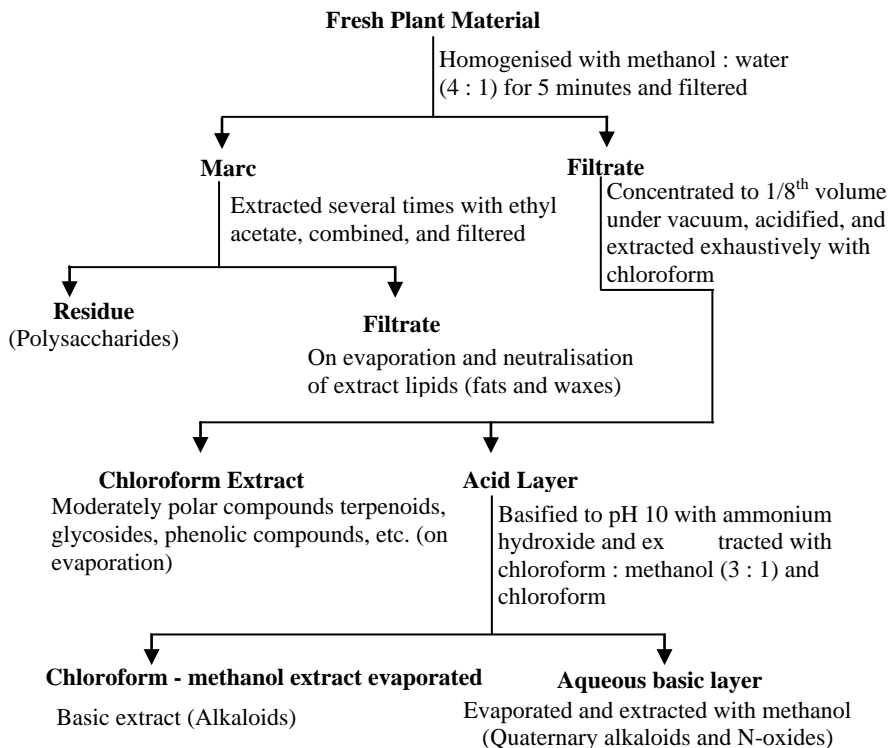 Fresh Plant Material
Homogenised with methanol : water
(4 : 1) for 5 minutes and filtered
Marc
Filtrate
Extracted several times with ethyl
acetate, combined, and filtered
Concentrated to 1/8th volume
under vacuum, acidified, and
extracted exhaustively with
chloroform
Residue
(Polysaccharides)
Filtrate
On evaporation and neutralisation
of extract lipids (fats and waxes)
Chloroform Extract
Moderately polar compounds terpenoids,
glycosides, phenolic compounds, etc. (on
evaporation)
Acid Layer
Basified to pH 10 with ammonium
hydroxide and ex tracted with
chloroform : methanol (3 : 1) and
chloroform
Chloroform - methanol extract evaporated
Basic extract (Alkaloids)
Aqueous basic layer
Evaporated and extracted with methanol
(Quaternary alkaloids and N-oxides)